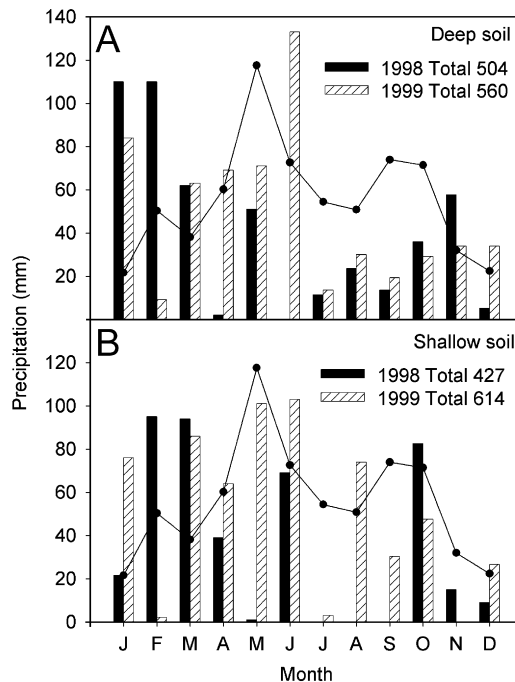 A
Deep soil
1998 Total 504
1999 Total 560
140
120
100
80
60
40
20
Precipitation (mm)
B
Shallow soil
1998 Total 427
1999 Total 614
120
100
80
60
40
20
0
J F M A M J J A S O N D
Month